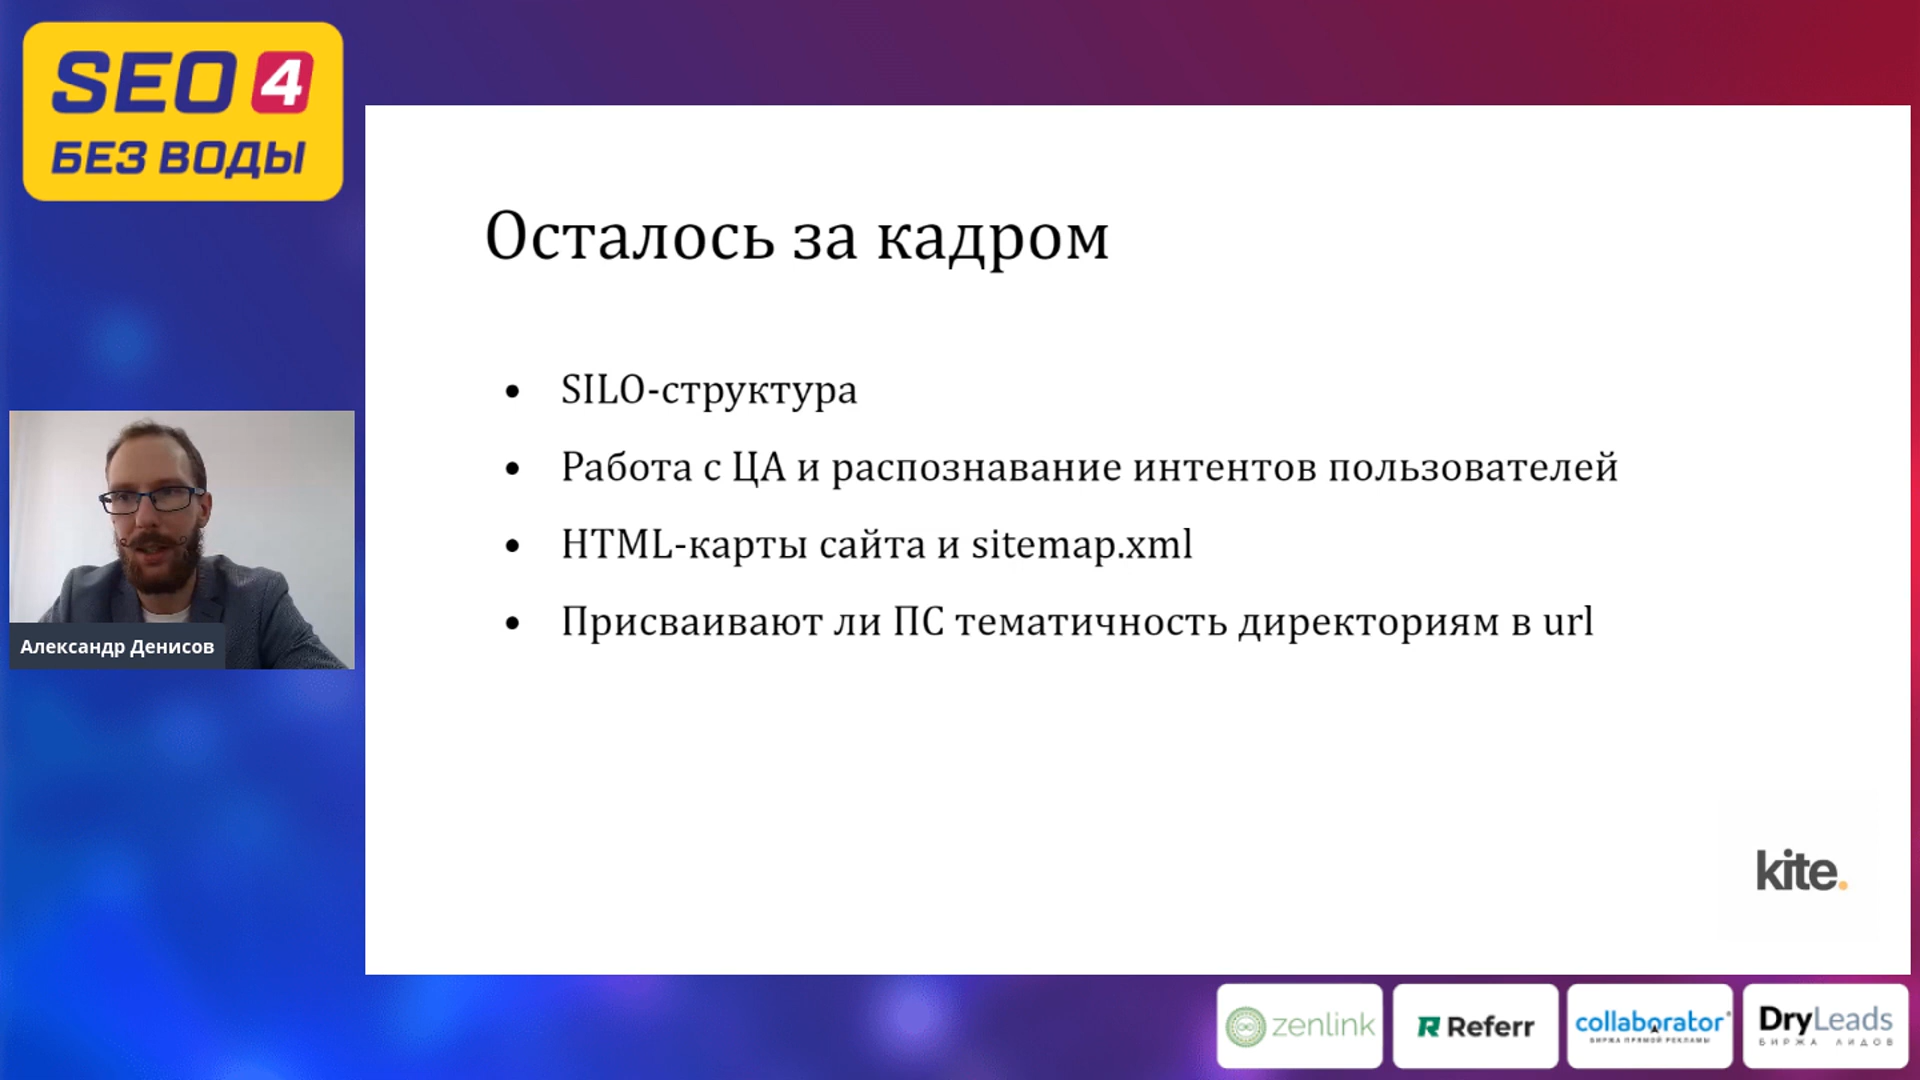 SEO 4
БЕЗ ВОДЫ
Осталось за кадром
• SILO-структура
• Работа с ЦА и распознавание интентов пользователей
• HTML-карты сайта и sitemap.xml
• Присваивают ли ПС тематичность директориям в url
Александр Денисов
kite.
zenlink
Referr
collaborator
БИРЖА ПРЯМОЙ РЕКЛАМЫ
DryLeads
БИРЖА ЛИДОВ